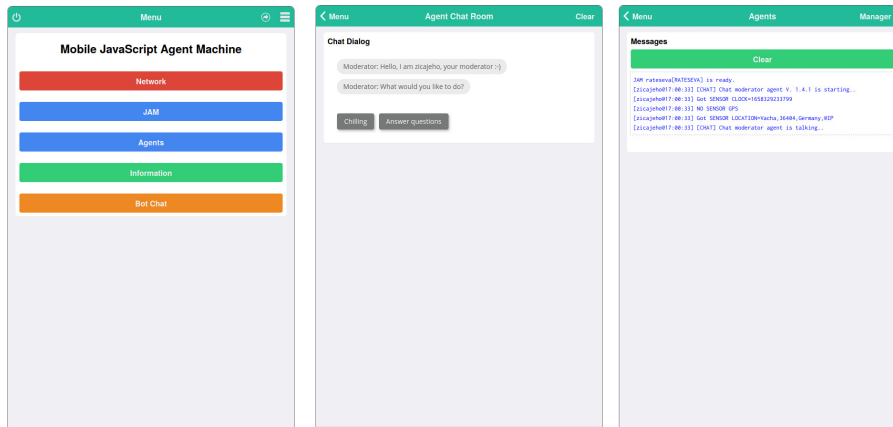 Menu
Mobile JavaScript Agent Machine
Network
JAM
Agents
Information
Bot Chat
Menu
Agent Chat Room
Clear
Chat Dialog
Moderator: Hello, I am zicajeho, your moderator :-)
Moderator: What would you like to do?
Chilling
Answer questions
Menu
Agents
Manager
Messages
Clear
JAM rateseva[RATESEVA] is ready.
[zicajeho@17:00:33] [CHAT] Chat moderator agent V. 1.4.1 is starting..
[zicajeho@17:00:33] Got SENSOR CLOCK=1658329233799
[zicajeho@17:00:33] NO SENSOR GPS
[zicajeho@17:00:33] Got SENSOR LOCATION=Vacha,36404,Germany,#IP
[zicajeho@17:00:33] [CHAT] Chat moderator agent is talking..